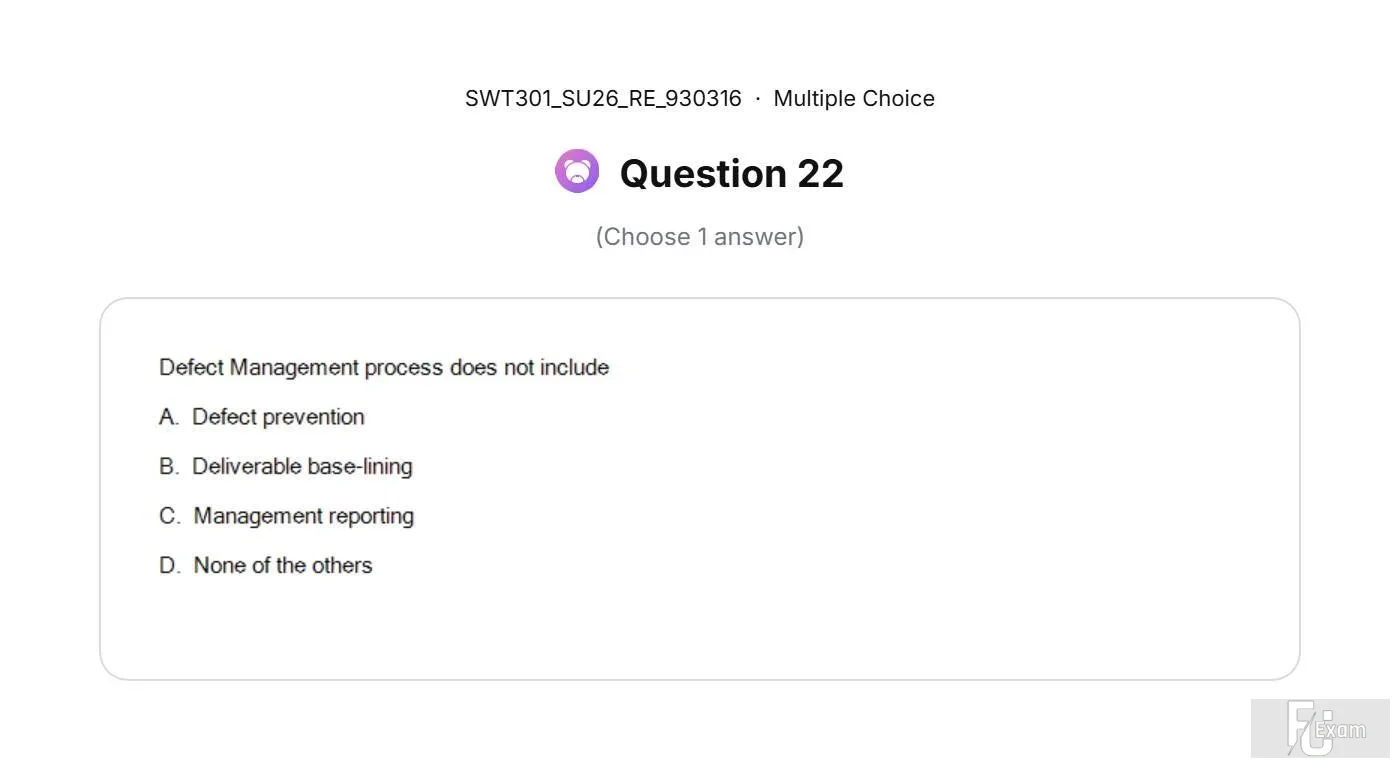 SWT301_SU26_RE_930316 · Multiple Choice
Question 22
(Choose 1 answer)
Defect Management process does not include
A. Defect prevention
B. Deliverable base-lining
C. Management reporting
D. None of the others
FU Exam